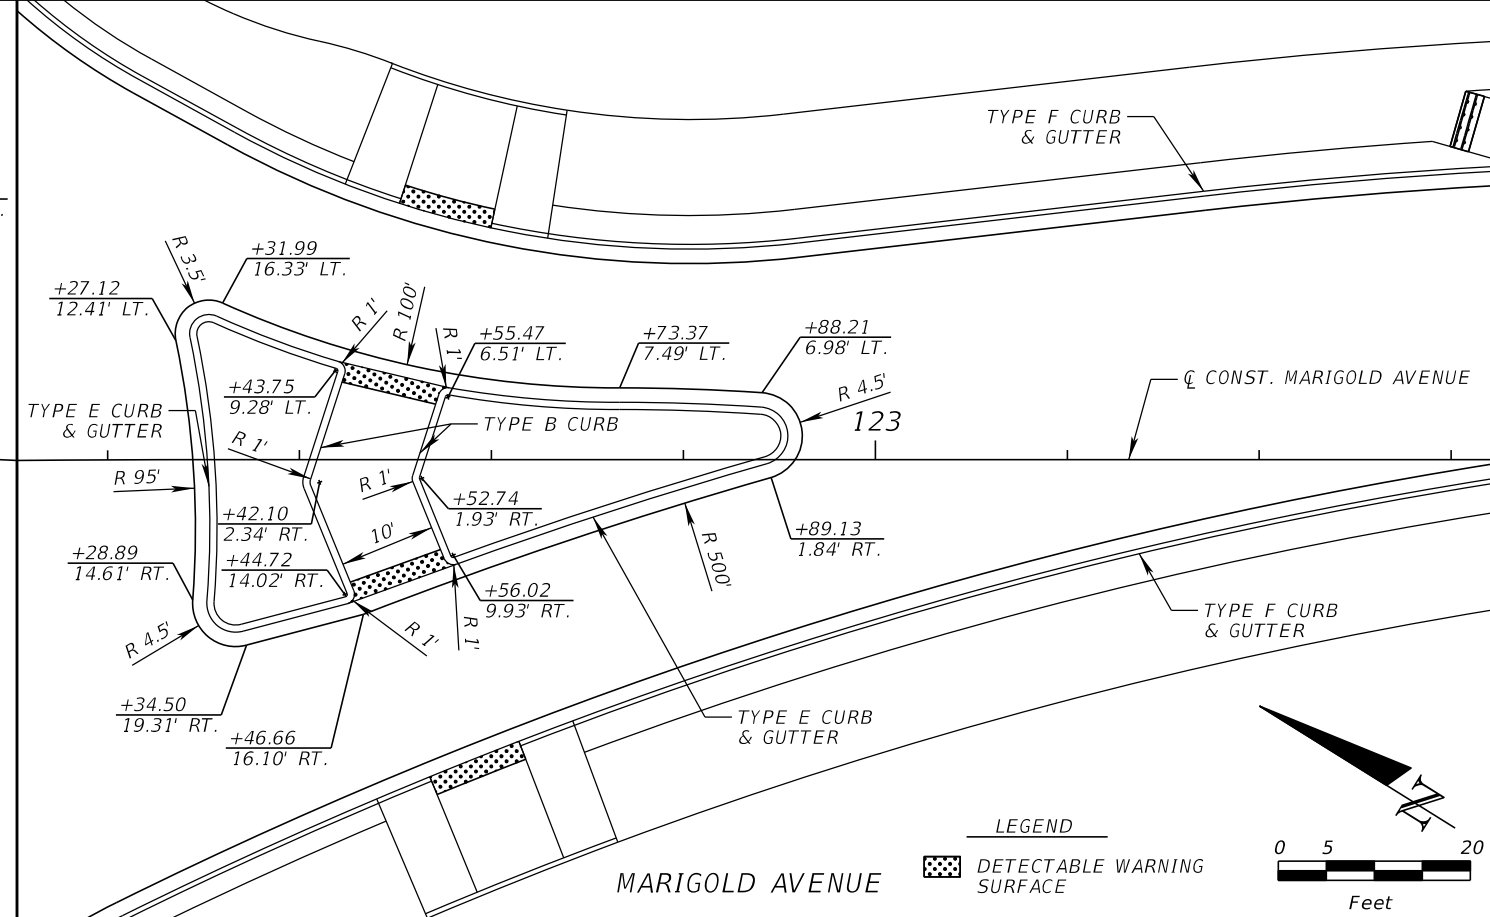 TYPE F CURB
& GUTTER
R 3.5'
+31.99
16.33' LT.
+27.12
12.41' LT.
R 1'
R 100'
R 1'
+55.47
6.51' LT.
+73.37
7.49' LT.
+88.21
6.98' LT.
R 4.5'
123
℄ CONST. MARIGOLD AVENUE
+43.75
9.28' LT.
TYPE E CURB
& GUTTER
TYPE B CURB
R 1'
R 95'
R 1'
+42.10
2.34' RT.
+52.74
1.93' RT.
10'
+28.89
14.61' RT.
+44.72
14.02' RT.
+56.02
9.93' RT.
R 500'
+89.13
1.84' RT.
R 4.5'
R 1'
R 1'
TYPE F CURB
& GUTTER
+34.50
19.31' RT.
+46.66
16.10' RT.
TYPE E CURB
& GUTTER
N
LEGEND
DETECTABLE WARNING
SURFACE
MARIGOLD AVENUE
0 5 20
Feet